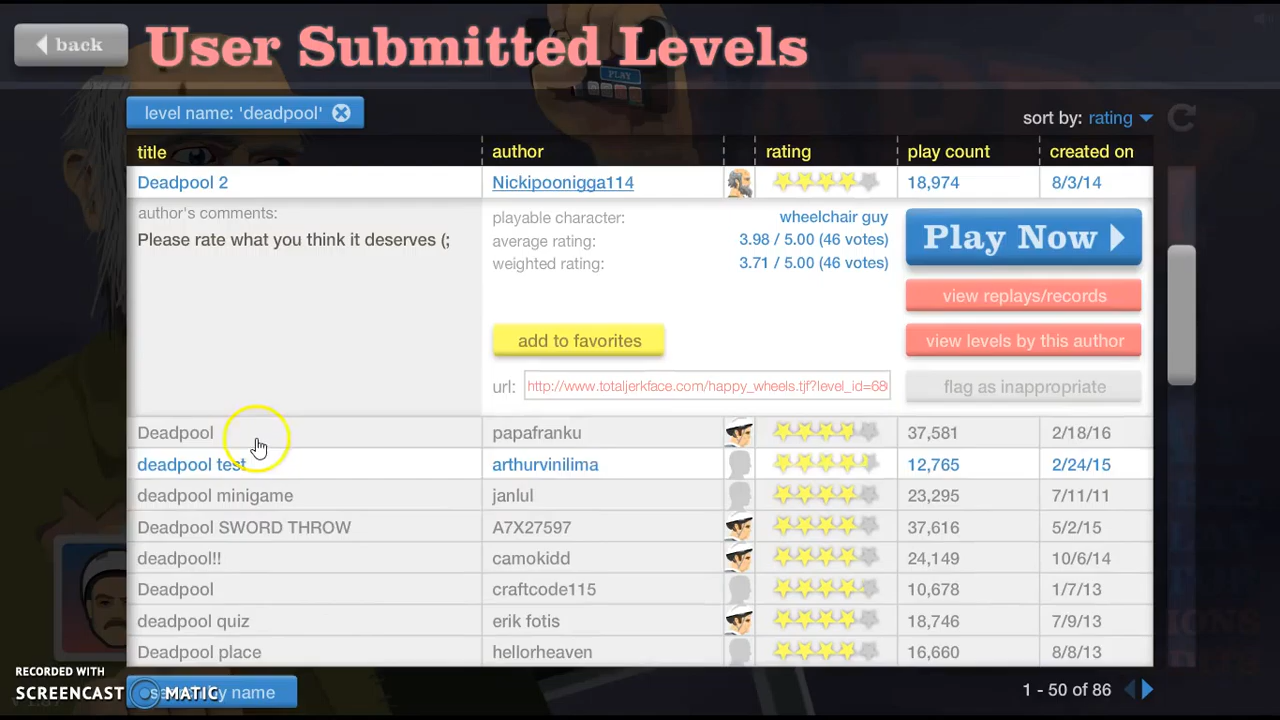 back
User Submitted Levels
PLAY
level name: 'deadpool'
sort by: rating
title author rating play count created on
Deadpool 2 Nickipoonigga114 18,974 8/3/14
author's comments:
Please rate what you think it deserves (;
playable character: wheelchair guy
average rating: 3.98 / 5.00 (46 votes)
weighted rating: 3.71 / 5.00 (46 votes)
Play Now
view replays/records
add to favorites
view levels by this author
url: http://www.totaljerkface.com/happy_wheels.tjf?level_id=68
flag as inappropriate
Deadpool papafranku 37,581 2/18/16
deadpool test arthurvinilima 12,765 2/24/15
deadpool minigame janlul 23,295 7/11/11
Deadpool SWORD THROW A7X27597 37,616 5/2/15
deadpool!! camokidd 24,149 10/6/14
Deadpool craftcode115 10,678 1/7/13
deadpool quiz erik fotis 18,746 7/9/13
Deadpool place hellorheaven 16,660 8/8/13
RECORDED WITH
SCREENCAST MATIC
by name
1 - 50 of 86